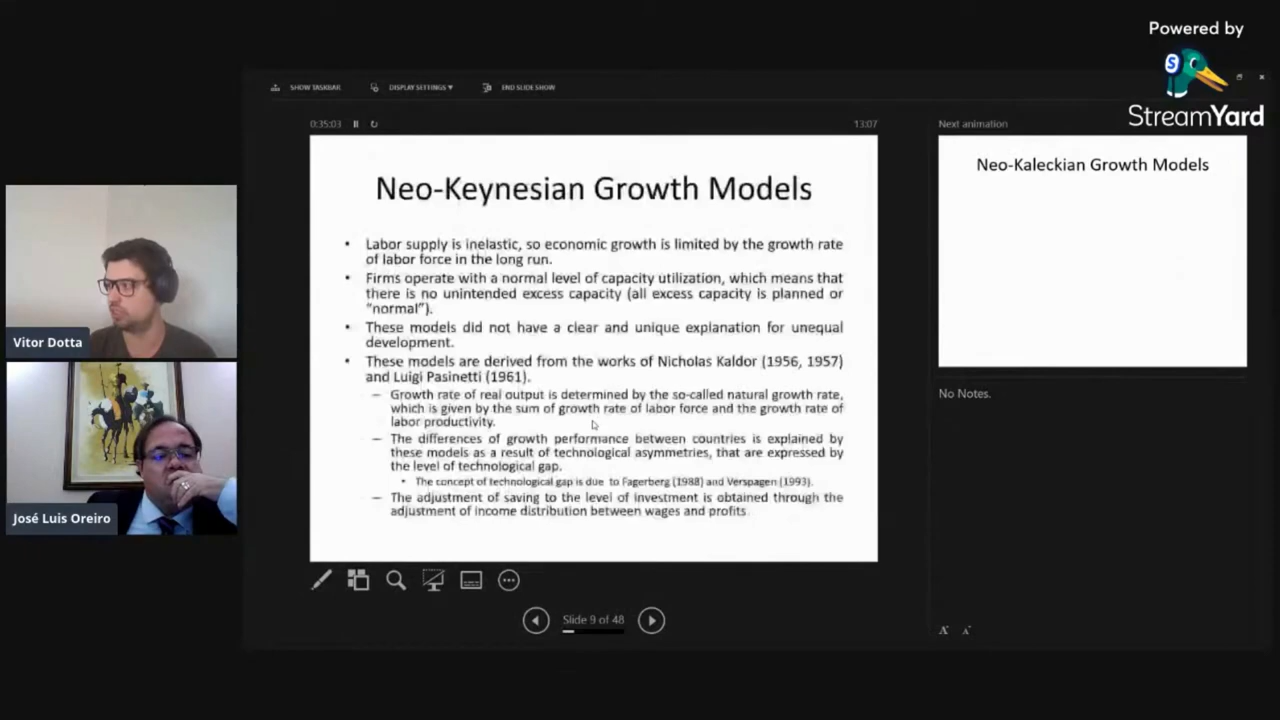 Powered by
StreamYard
SHOW TASKBAR
DISPLAY SETTINGS ▾
END SLIDE SHOW
0:35:03
13:07
Next animation
Neo-Keynesian Growth Models
• Labor supply is inelastic, so economic growth is limited by the growth rate
of labor force in the long run.
• Firms operate with a normal level of capacity utilization, which means that
there is no unintended excess capacity (all excess capacity is planned or
“normal”).
• These models did not have a clear and unique explanation for unequal
development.
• These models are derived from the works of Nicholas Kaldor (1956, 1957)
and Luigi Pasinetti (1961).
– Growth rate of real output is determined by the so-called natural growth rate,
which is given by the sum of growth rate of labor force and the growth rate of
labor productivity.
– The differences of growth performance between countries is explained by
these models as a result of technological asymmetries, that are expressed by
the level of technological gap.
• The concept of technological gap is due to Fagerberg (1988) and Verspagen (1993).
– The adjustment of saving to the level of investment is obtained through the
adjustment of income distribution between wages and profits
Neo-Kaleckian Growth Models
No Notes.
Vitor Dotta
José Luis Oreiro
Slide 9 of 48
A A